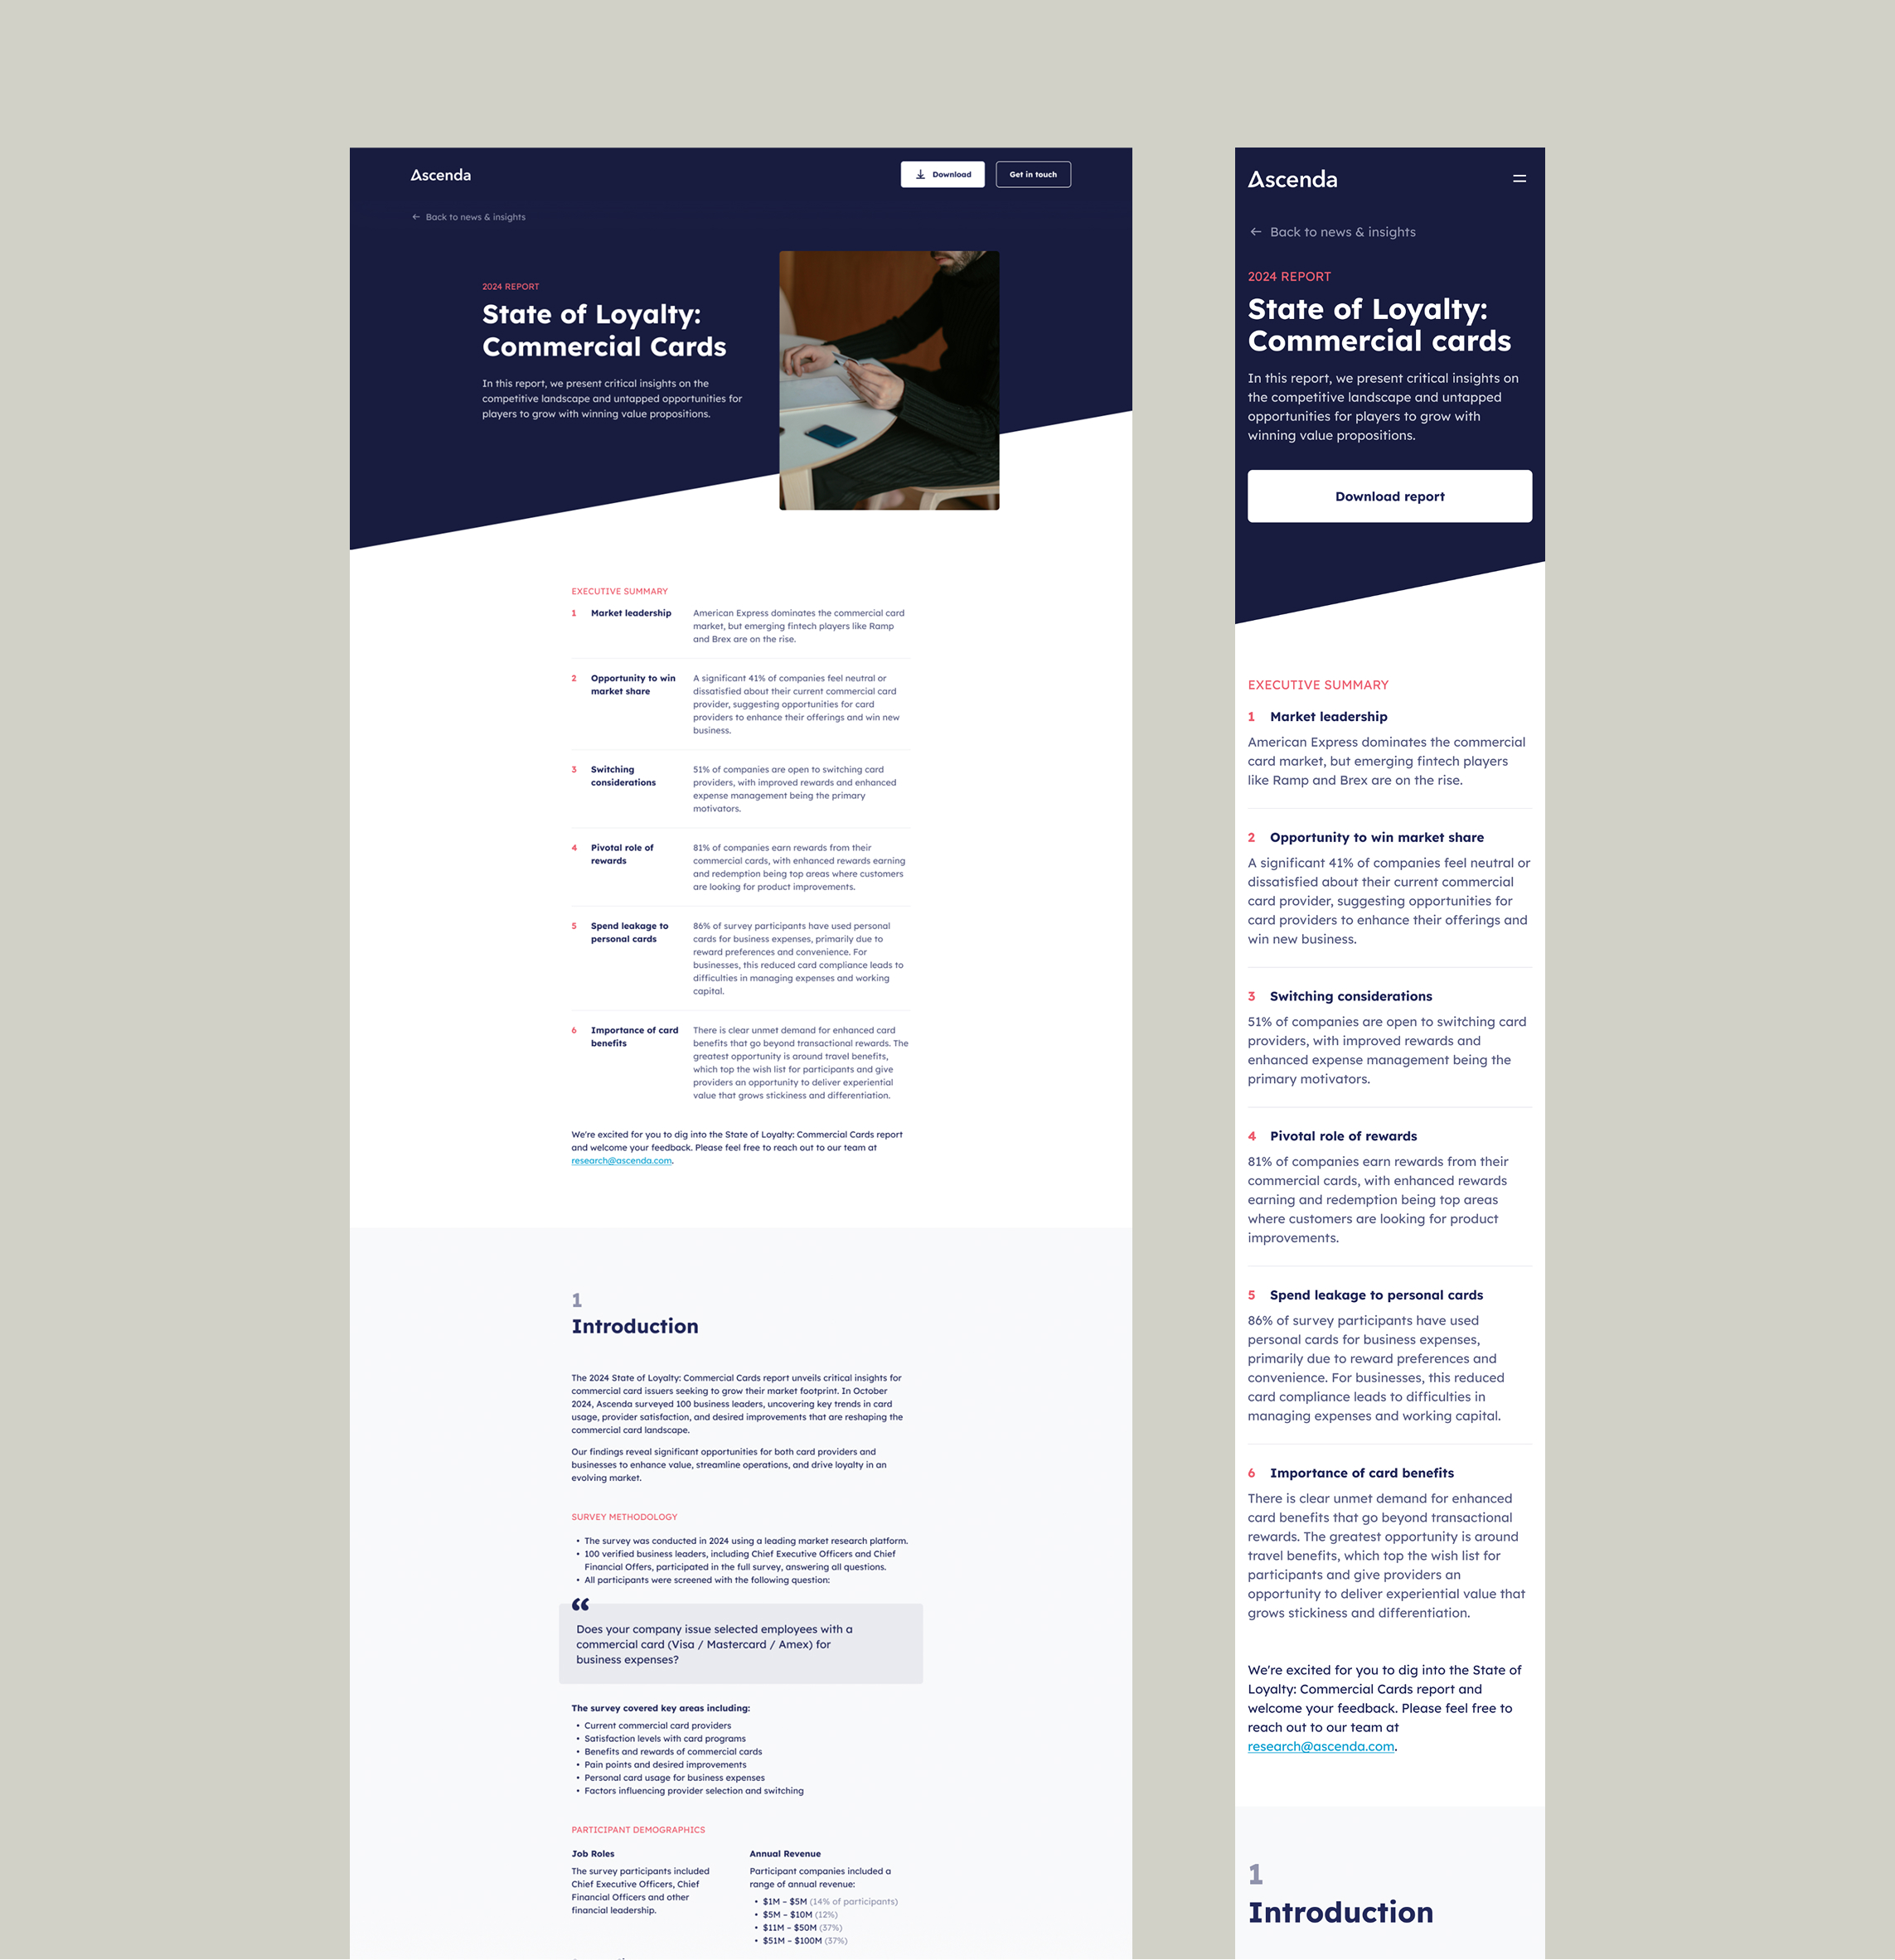 Ascenda
Download
Get in touch
← Back to news & insights
2024 REPORT
State of Loyalty:
Commercial Cards
In this report, we present critical insights on the
competitive landscape and untapped opportunities for
players to grow with winning value propositions.
EXECUTIVE SUMMARY
1 Market leadership
American Express dominates the commercial card
market, but emerging fintech players like Ramp
and Brex are on the rise.
2 Opportunity to win
market share
A significant 41% of companies feel neutral or
dissatisfied about their current commercial card
provider, suggesting opportunities for card
providers to enhance their offerings and win new
business.
3 Switching
considerations
51% of companies are open to switching card
providers, with improved rewards and enhanced
expense management being the primary
motivators.
4 Pivotal role of
rewards
81% of companies earn rewards from their
commercial cards, with enhanced rewards earning
and redemption being top areas where customers
are looking for product improvements.
5 Spend leakage to
personal cards
86% of survey participants have used personal
cards for business expenses, primarily due to
reward preferences and convenience. For
businesses, this reduced card compliance leads to
difficulties in managing expenses and working
capital.
6 Importance of card
benefits
There is clear unmet demand for enhanced card
benefits that go beyond transactional rewards. The
greatest opportunity is around travel benefits,
which top the wish list for participants and give
providers an opportunity to deliver experiential
value that grows stickiness and differentiation.
We're excited for you to dig into the State of Loyalty: Commercial Cards report
and welcome your feedback. Please feel free to reach out to our team at
research@ascenda.com.
1
Introduction
The 2024 State of Loyalty: Commercial Cards report unveils critical insights for
commercial card issuers seeking to grow their market footprint. In October
2024, Ascenda surveyed 100 business leaders, uncovering key trends in card
usage, provider satisfaction, and desired improvements that are reshaping the
commercial card landscape.
Our findings reveal significant opportunities for both card providers and
businesses to enhance value, streamline operations, and drive loyalty in an
evolving market.
SURVEY METHODOLOGY
• The survey was conducted in 2024 using a leading market research platform.
• 100 verified business leaders, including Chief Executive Officers and Chief
Financial Offers, participated in the full survey, answering all questions.
• All participants were screened with the following question:
“
Does your company issue selected employees with a
commercial card (Visa / Mastercard / Amex) for
business expenses?
The survey covered key areas including:
• Current commercial card providers
• Satisfaction levels with card programs
• Benefits and rewards of commercial cards
• Pain points and desired improvements
• Personal card usage for business expenses
• Factors influencing provider selection and switching
PARTICIPANT DEMOGRAPHICS
Job Roles
The survey participants included
Chief Executive Officers, Chief
Financial Officers and other
financial leadership.
Annual Revenue
Participant companies included a
range of annual revenue:
• $1M – $5M (14% of participants)
• $5M – $10M (12%)
• $11M – $50M (37%)
• $51M – $100M (37%)
Ascenda
← Back to news & insights
2024 REPORT
State of Loyalty:
Commercial cards
In this report, we present critical insights on
the competitive landscape and untapped
opportunities for players to grow with
winning value propositions.
Download report
EXECUTIVE SUMMARY
1 Market leadership
American Express dominates the commercial
card market, but emerging fintech players
like Ramp and Brex are on the rise.
2 Opportunity to win market share
A significant 41% of companies feel neutral or
dissatisfied about their current commercial
card provider, suggesting opportunities for
card providers to enhance their offerings and
win new business.
3 Switching considerations
51% of companies are open to switching card
providers, with improved rewards and
enhanced expense management being the
primary motivators.
4 Pivotal role of rewards
81% of companies earn rewards from their
commercial cards, with enhanced rewards
earning and redemption being top areas
where customers are looking for product
improvements.
5 Spend leakage to personal cards
86% of survey participants have used
personal cards for business expenses,
primarily due to reward preferences and
convenience. For businesses, this reduced
card compliance leads to difficulties in
managing expenses and working capital.
6 Importance of card benefits
There is clear unmet demand for enhanced
card benefits that go beyond transactional
rewards. The greatest opportunity is around
travel benefits, which top the wish list for
participants and give providers an
opportunity to deliver experiential value that
grows stickiness and differentiation.
We're excited for you to dig into the State of
Loyalty: Commercial Cards report and
welcome your feedback. Please feel free to
reach out to our team at
research@ascenda.com.
1
Introduction